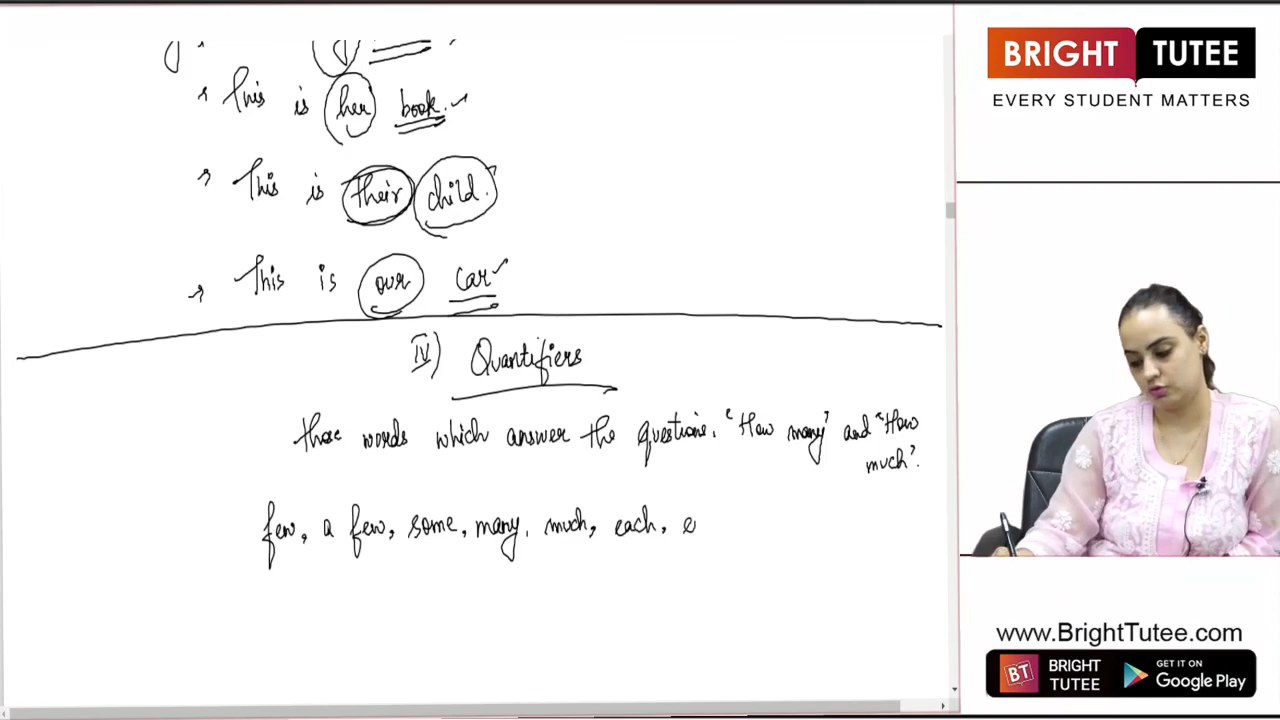 This is her book.
This is their child.
This is our car
IV) Quantifiers
those words which answer the questions, "How many" and "How
much".
few, a few, some, many, much, each, e
BRIGHT TUTEE
EVERY STUDENT MATTERS
www.BrightTutee.com
BT BRIGHT TUTEE
GET IT ON
Google Play